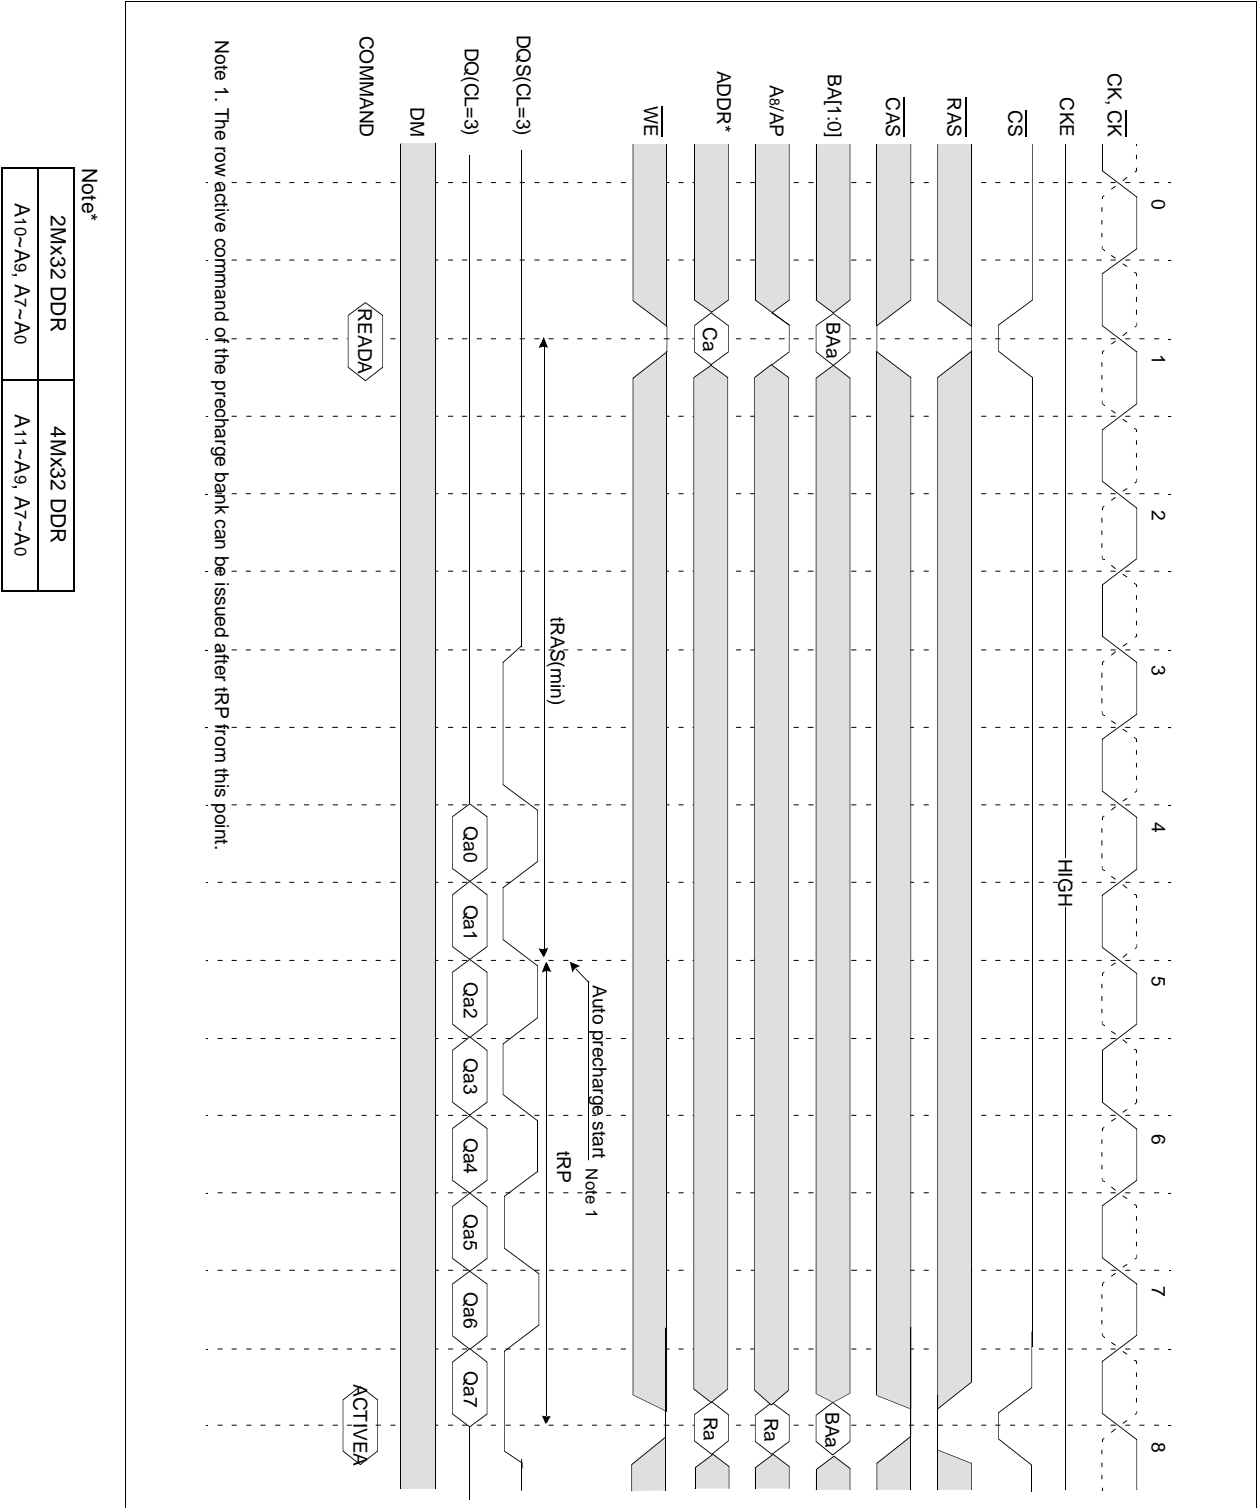 0 1 2 3 4 5 6 7 8
CK, CK
CKE HIGH
CS
RAS
CAS
BA[1:0] BAa BAa
A8/AP Ra
ADDR* Ca Ra
WE
Auto precharge start Note 1
tRAS(min) tRP
DQS(CL=3)
DQ(CL=3) Qa0 Qa1 Qa2 Qa3 Qa4 Qa5 Qa6 Qa7
DM
COMMAND READA ACTIVEA
Note 1. The row active command of the precharge bank can be issued after tRP from this point.
Note*
2Mx32 DDR 4Mx32 DDR
A10~A9, A7~A0 A11~A9, A7~A0